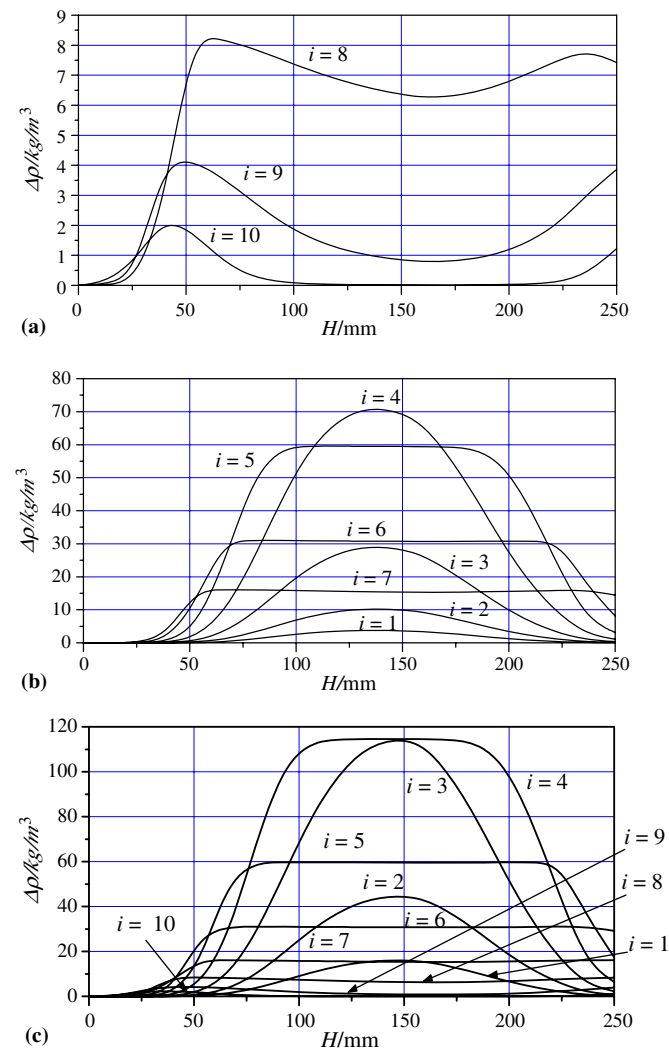 9
8
7
6
5
4
3
2
1
0
Δρ/kg/m³
i = 8
i = 9
i = 10
0 50 100 150 200 250
(a)
H/mm
80
70
60
50
40
30
20
10
0
Δρ/kg/m³
i = 4
i = 5
i = 6
i = 3
i = 7
i = 2
i = 1
0 50 100 150 200 250
(b)
H/mm
120
100
80
60
40
20
0
Δρ/kg/m³
i = 3
i = 4
i = 5
i = 9
i = 2
i = 8
i = 10
i = 6
i = 7
i = 1
0 50 100 150 200 250
(c)
H/mm